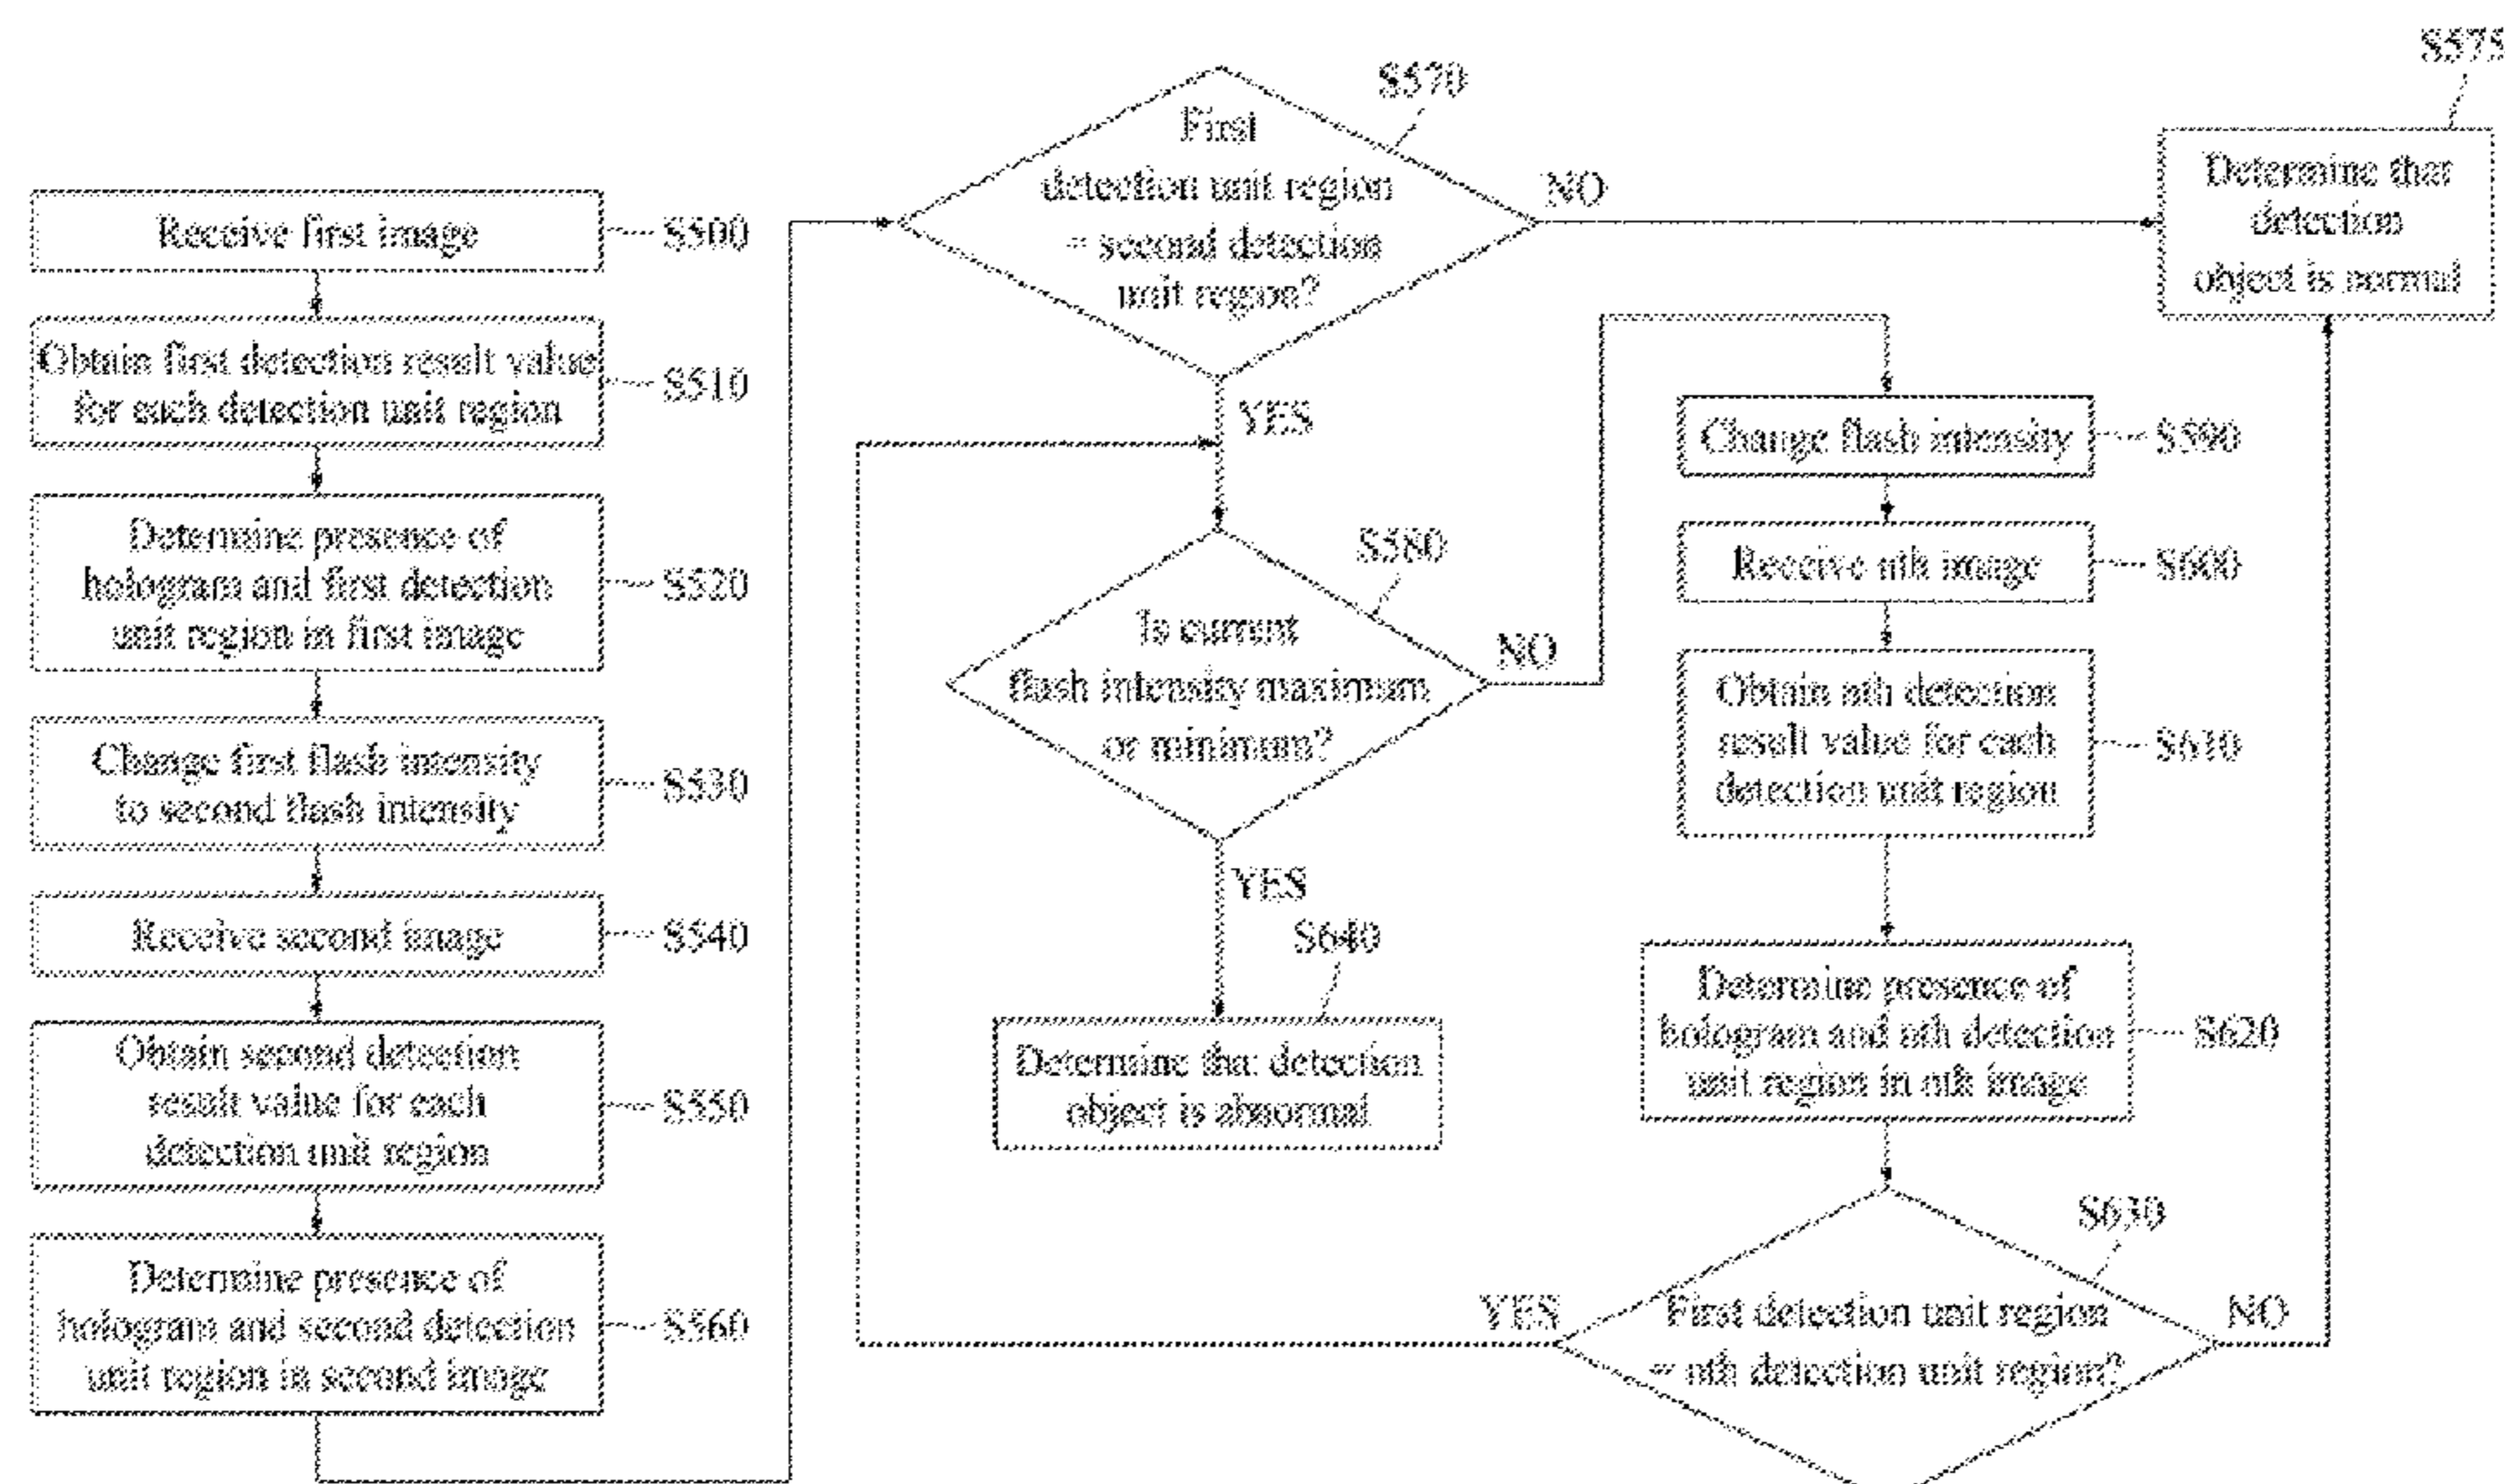 Receive first image
S500
Obtain first detection result value
for each detection unit region
S510
Determine presence of
hologram and first detection
unit region in first image
S520
Change first flash intensity
to second flash intensity
S530
Receive second image
S540
Obtain second detection
result value for each
detection unit region
S550
Determine presence of
hologram and second detection
unit region in second image
S560
S570
First
detection unit region
= second detection
unit region?
NO
YES
S575
Determine that
detection
object is normal
S580
Is current
flash intensity maximum
or minimum?
NO
YES
S640
Determine that detection
object is abnormal
Change flash intensity
S590
Receive nth image
S600
Obtain nth detection
result value for each
detection unit region
S610
Determine presence of
hologram and nth detection
unit region in nth image
S620
S630
First detection unit region
= nth detection unit region?
YES
NO